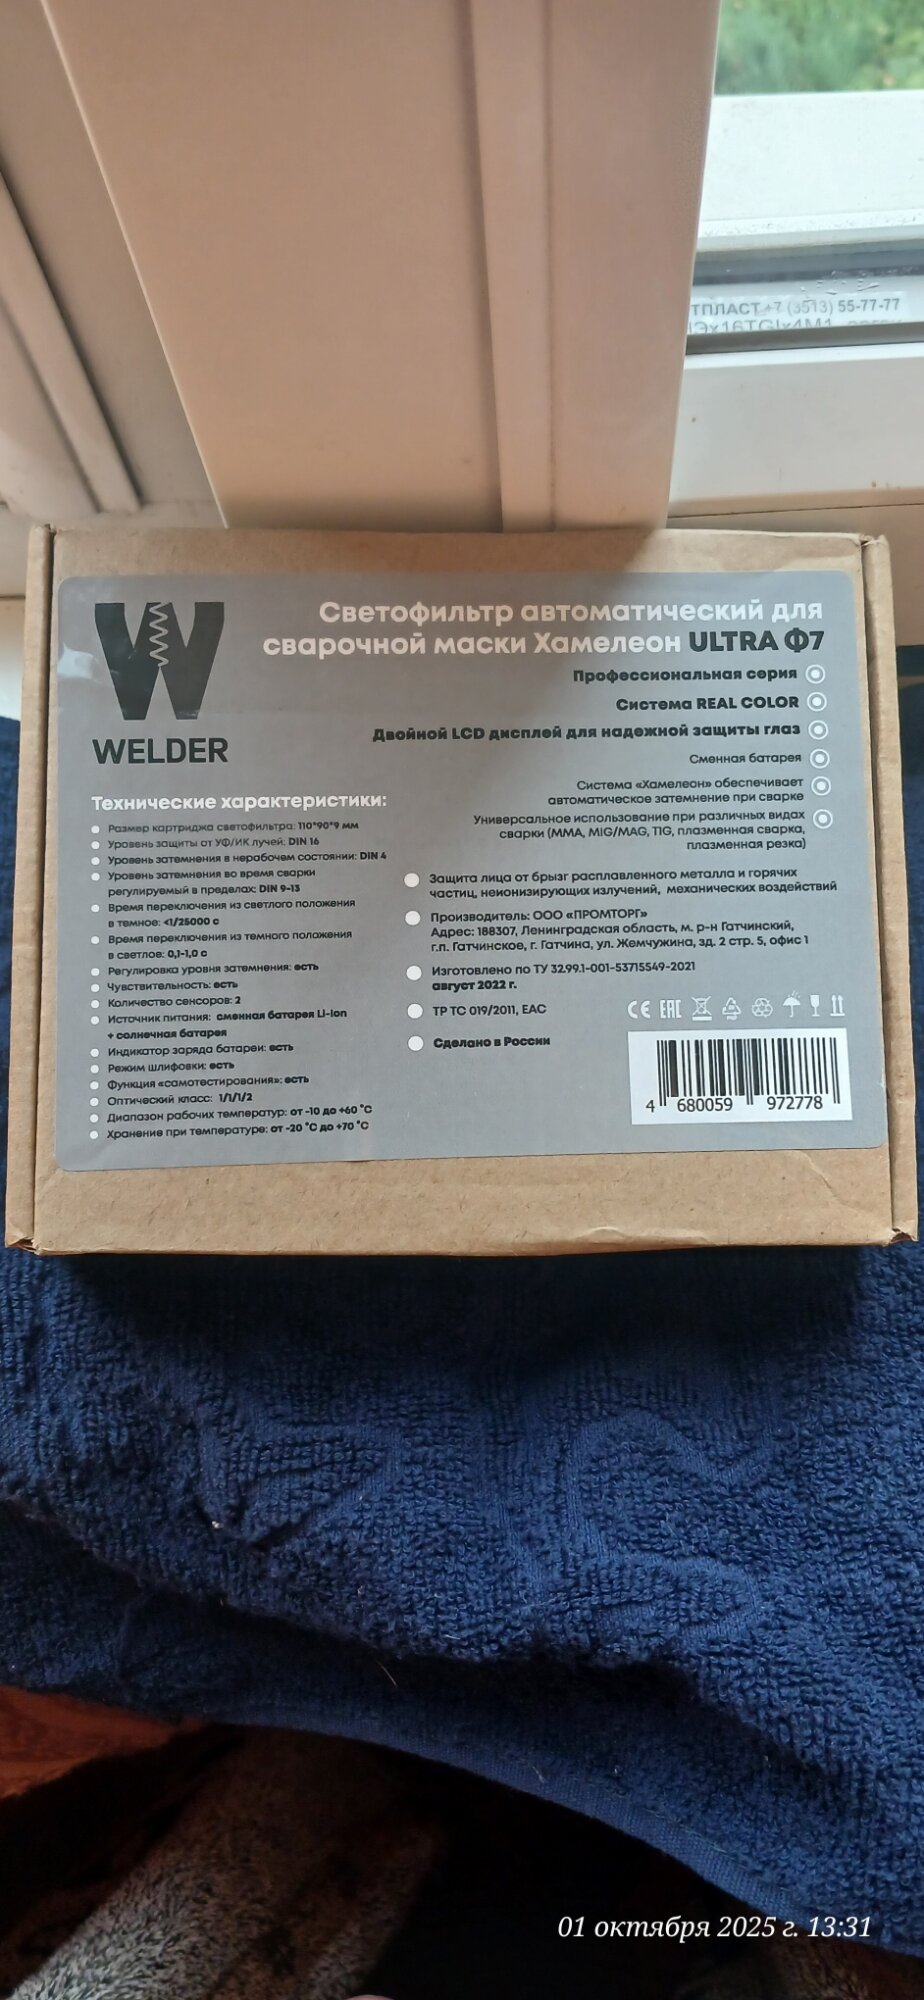 ТПЛАСТ +7 (3513) 55-77-77
W
WELDER
Светофильтр автоматический для
сварочной маски Хамелеон ULTRA Ф7
Профессиональная серия
Система REAL COLOR
Двойной LCD дисплей для надежной защиты глаз
Сменная батарея
Система «Хамелеон» обеспечивает
автоматическое затемнение при сварке
Универсальное использование при различных видах
сварки (MMA, MIG/MAG, TIG, плазменная сварка,
плазменная резка)
Технические характеристики:
Размер картриджа светофильтра: 110*90*9 мм
Уровень защиты от УФ/ИК лучей: DIN 16
Уровень затемнения в нерабочем состоянии: DIN 4
Уровень затемнения во время сварки
регулируемый в пределах: DIN 9-13
Время переключения из светлого положения
в темное: <1/25000 с
Время переключения из темного положения
в светлое: 0,1-1,0 с
Регулировка уровня затемнения: есть
Чувствительность: есть
Количество сенсоров: 2
Источник питания: сменная батарея Li-ion
+ солнечная батарея
Индикатор заряда батареи: есть
Режим шлифовки: есть
Функция «самотестирования»: есть
Оптический класс: 1/1/1/2
Диапазон рабочих температур: от -10 до +60 °C
Хранение при температуре: от -20 °C до +70 °C
Защита лица от брызг расплавленного металла и горячих
частиц, неионизирующих излучений, механических воздействий
Производитель: ООО «ПРОМТОРГ»
Адрес: 188307, Ленинградская область, м. р-н Гатчинский,
г.п. Гатчинское, г. Гатчина, ул. Жемчужина, зд. 2 стр. 5, офис 1
Изготовлено по ТУ 32.99.1-001-53715549-2021
август 2022 г.
ТР ТС 019/2011, ЕАС
Сделано в России
CE EAC
4 680059 972778
01 октября 2025 г. 13:31